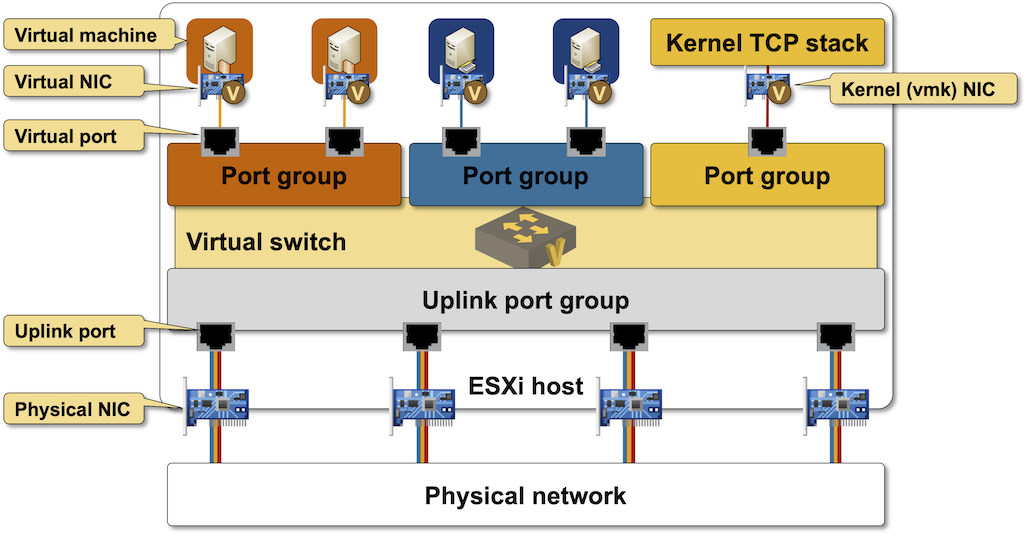 Virtual machine
Kernel TCP stack
Virtual NIC
V
V
V
V
V
Kernel (vmk) NIC
Virtual port
Port group
Port group
Port group
Virtual switch
V
Uplink port group
Uplink port
ESXi host
Physical NIC
Physical network